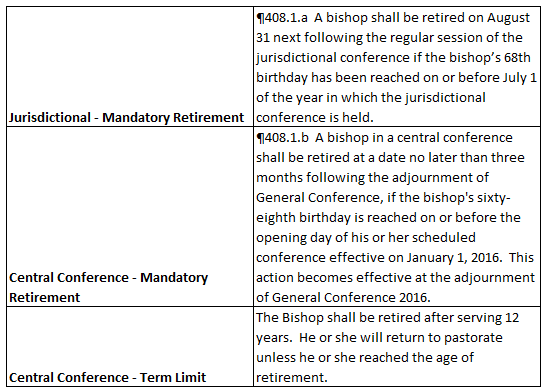 ¶408.1.a  A bishop shall be retired on August
31 next following the regular session of the
jurisdictional conference if the bishop's 68th
birthday has been reached on or before July 1
of the year in which the jurisdictional
Jurisdictional - Mandatory Retirement conference is held.
¶408.1.b  A bishop in a central conference
shall be retired at a date no later than three
months following the adjournment of
General Conference, if the bishop's sixty-
eighth birthday is reached on or before the
opening day of his or her scheduled
conference effective on January 1, 2016.  This
Central Conference - Mandatory action becomes effective at the adjournment
Retirement of General Conference 2016.
The Bishop shall be retired after serving 12
years.  He or she will return to pastorate
unless he or she reached the age of
Central Conference - Term Limit retirement.